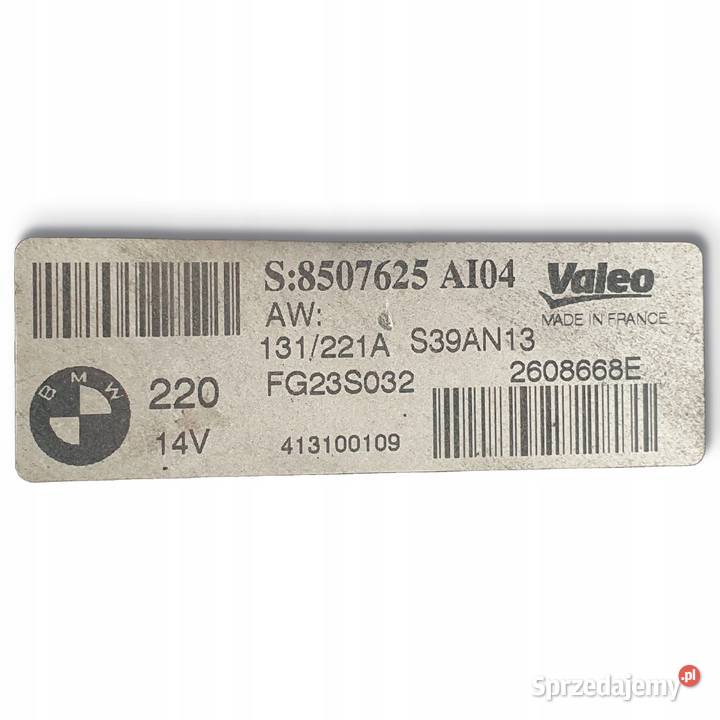 S:8507625 AI04 Valeo
AW:
MADE IN FRANCE
131/221A S39AN13
BMW
220
FG23S032
2608668E
14V
413100109
Sprzedajemy.pl